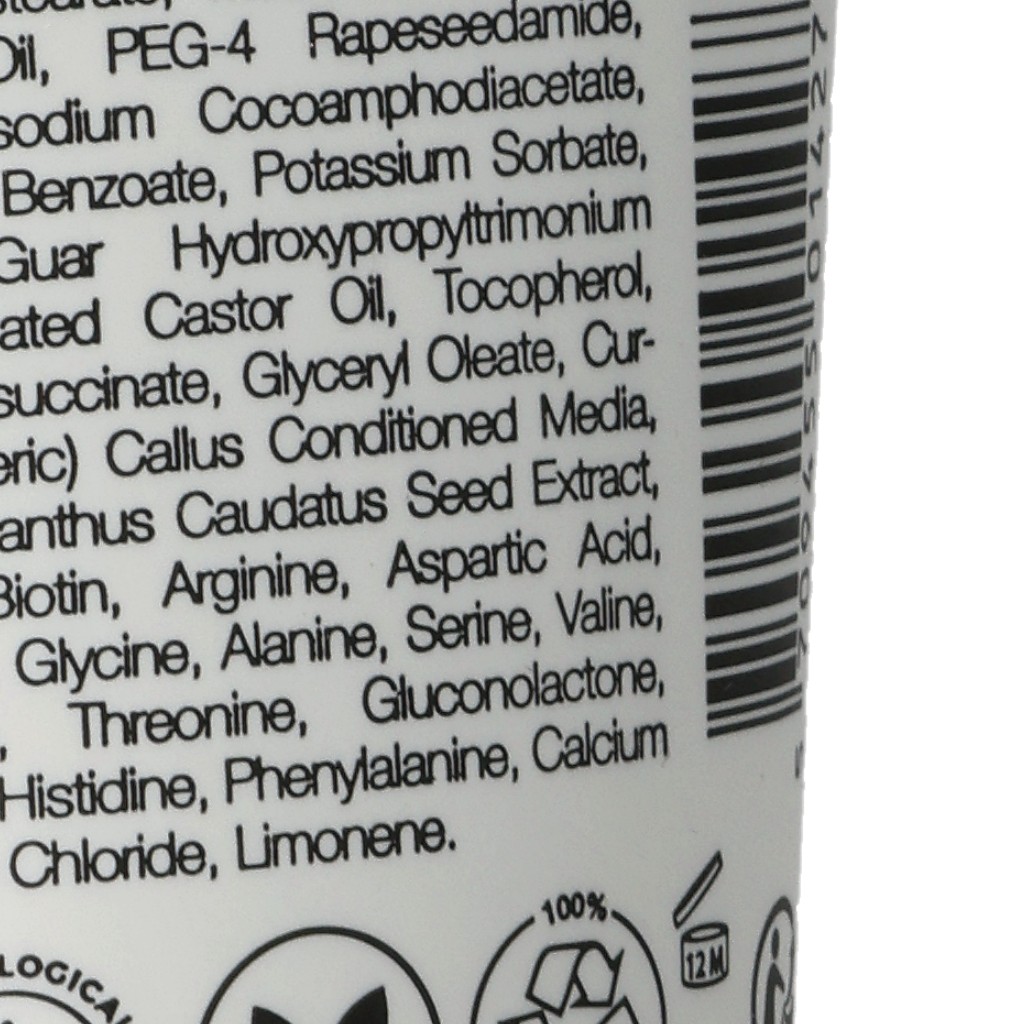 Oil, PEG-4 Rapeseedamide,
sodium Cocoamphodiacetate,
Benzoate, Potassium Sorbate,
Guar Hydroxypropyltrimonium
ated Castor Oil, Tocopherol,
succinate, Glyceryl Oleate, Cur-
eric) Callus Conditioned Media,
anthus Caudatus Seed Extract,
Biotin, Arginine, Aspartic Acid,
Glycine, Alanine, Serine, Valine,
, Threonine, Gluconolactone,
Histidine, Phenylalanine, Calcium
Chloride, Limonene.
LOGICAL
100%
12M